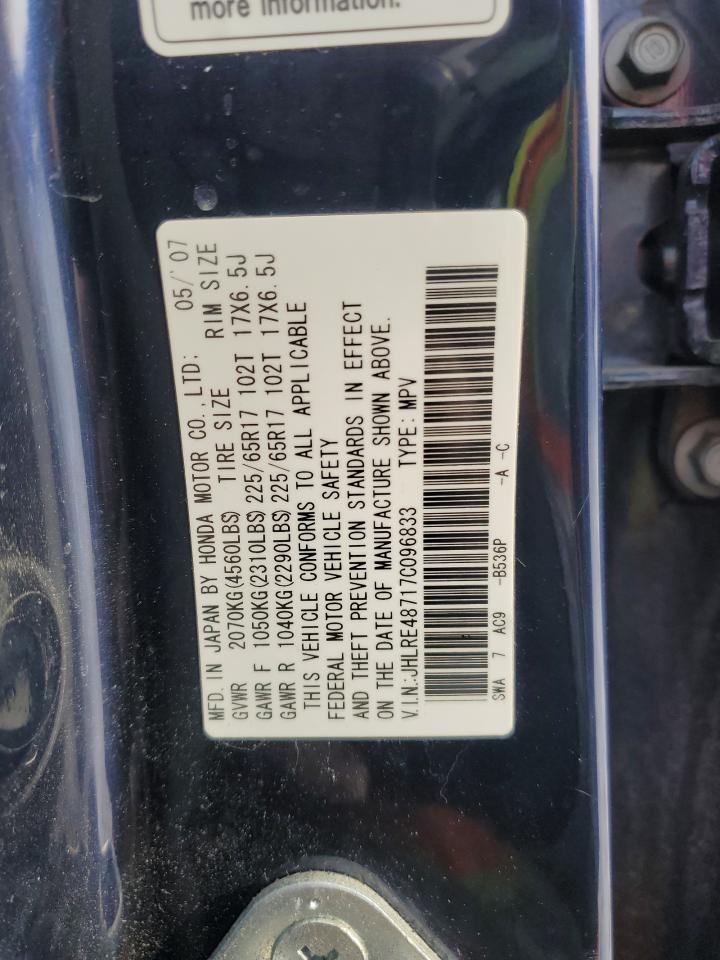 more information.
MFD. IN JAPAN BY HONDA MOTOR CO., LTD: 05/'07
GVWR 2070KG(4560LBS) TIRE SIZE RIM SIZE
GAWR F 1050KG(2310LBS) 225/65R17 102T 17X6.5J
GAWR R 1040KG(2290LBS) 225/65R17 102T 17X6.5J
THIS VEHICLE CONFORMS TO ALL APPLICABLE
FEDERAL MOTOR VEHICLE SAFETY
AND THEFT PREVENTION STANDARDS IN EFFECT
ON THE DATE OF MANUFACTURE SHOWN ABOVE.
V.I.N.:JHLRE48717C096833 TYPE: MPV
SWA 7 AC9 -B536P -A -C